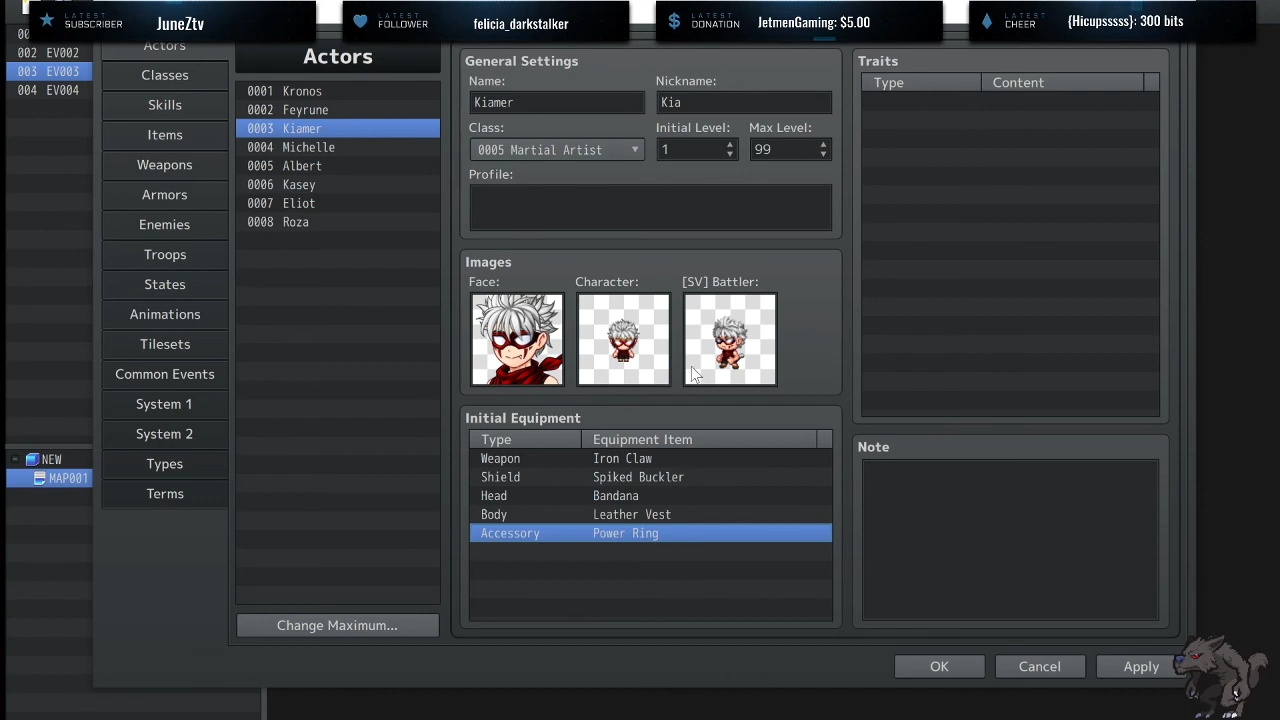 LATEST SUBSCRIBER JuneZtv
LATEST FOLLOWER felicia_darkstalker
LATEST DONATION JetmenGaming: $5.00
LATEST CHEER {Hicupsssss}: 300 bits
002 EV002
003 EV003
004 EV004
NEW
MAP001
Actors
Classes
Skills
Items
Weapons
Armors
Enemies
Troops
States
Animations
Tilesets
Common Events
System 1
System 2
Types
Terms
Actors
0001 Kronos
0002 Feyrune
0003 Kiamer
0004 Michelle
0005 Albert
0006 Kasey
0007 Eliot
0008 Roza
Change Maximum...
General Settings
Name: Nickname:
Kiamer Kia
Class: Initial Level: Max Level:
0005 Martial Artist 1 99
Profile:
Images
Face: Character: [SV] Battler:
Initial Equipment
Type Equipment Item
Weapon Iron Claw
Shield Spiked Buckler
Head Bandana
Body Leather Vest
Accessory Power Ring
Traits
Type Content
Note
OK Cancel Apply